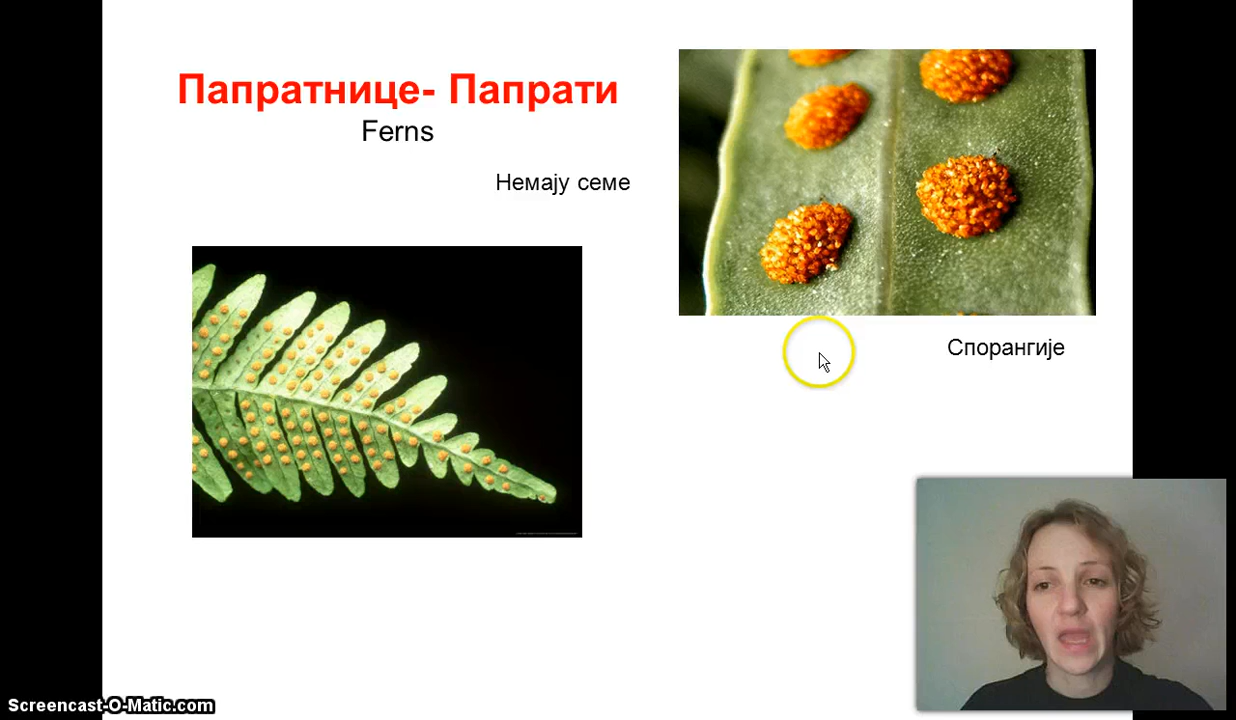 Папратнице- Папрати
Ferns
Немају семе
Спорангије
Screencast-O-Matic.com